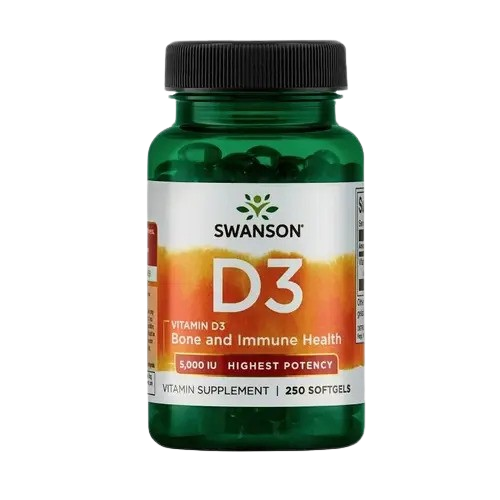 SWANSON®
D3
VITAMIN D3
Bone and Immune Health
5,000 IU HIGHEST POTENCY
VITAMIN SUPPLEMENT | 250 SOFTGELS